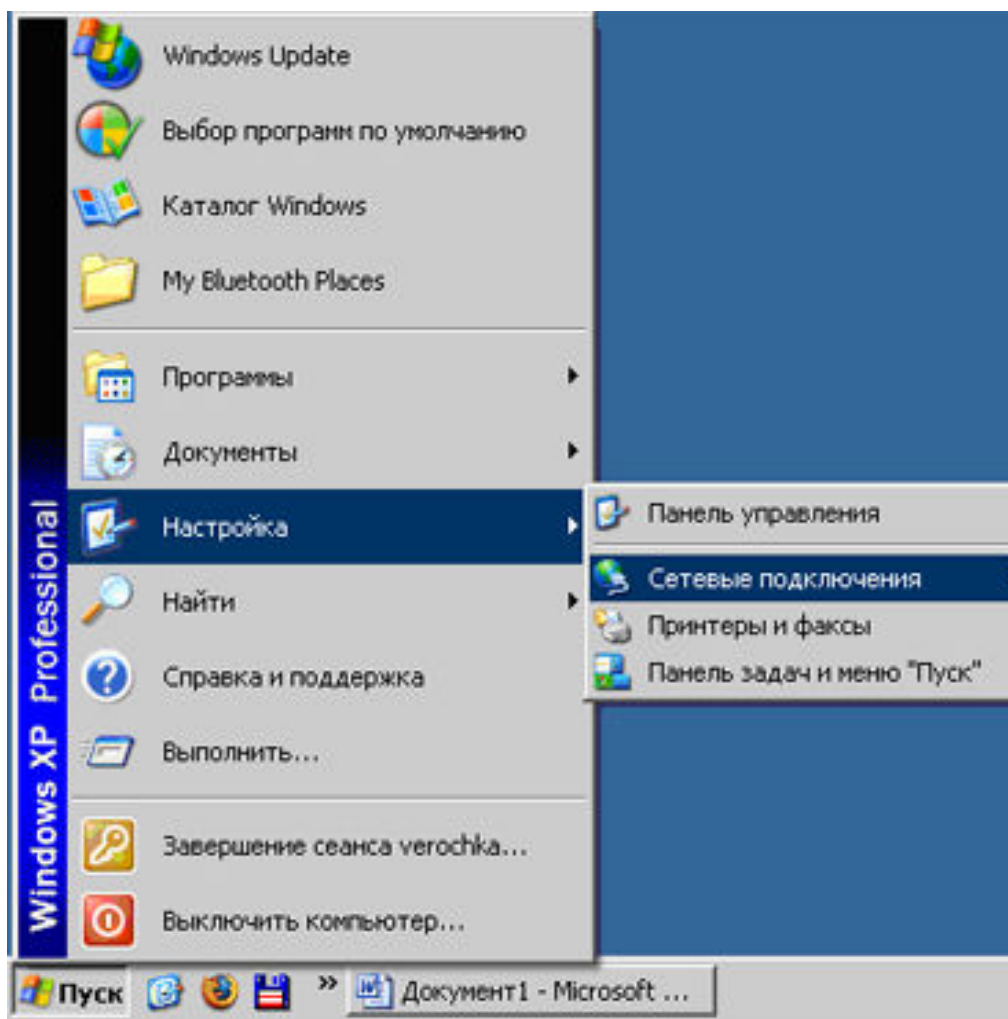 Windows Update
Выбор программ по умолчанию
Каталог Windows
My Bluetooth Places
Программы
Документы
Настройка
Найти
Справка и поддержка
Выполнить...
Завершение сеанса verochka...
Выключить компьютер...
Windows XP Professional
Панель управления
Сетевые подключения
Принтеры и факсы
Панель задач и меню "Пуск"
Пуск
»
Документ1 - Microsoft ...